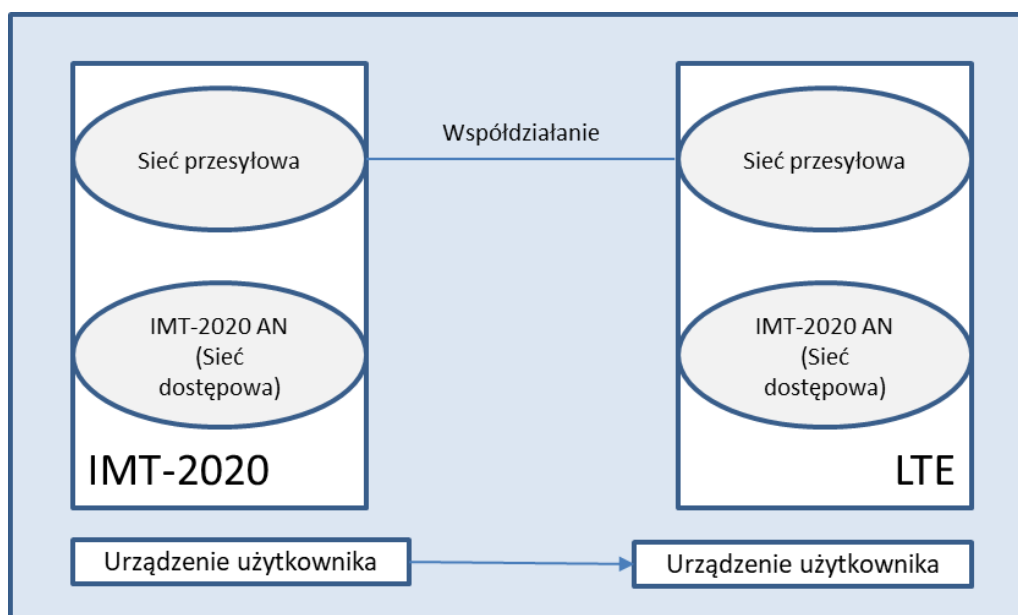 Współdziałanie
Sieć przesyłowa
Sieć przesyłowa
IMT-2020 AN
(Sieć
dostępowa)
IMT-2020 AN
(Sieć
dostępowa)
IMT-2020
LTE
Urządzenie użytkownika
Urządzenie użytkownika